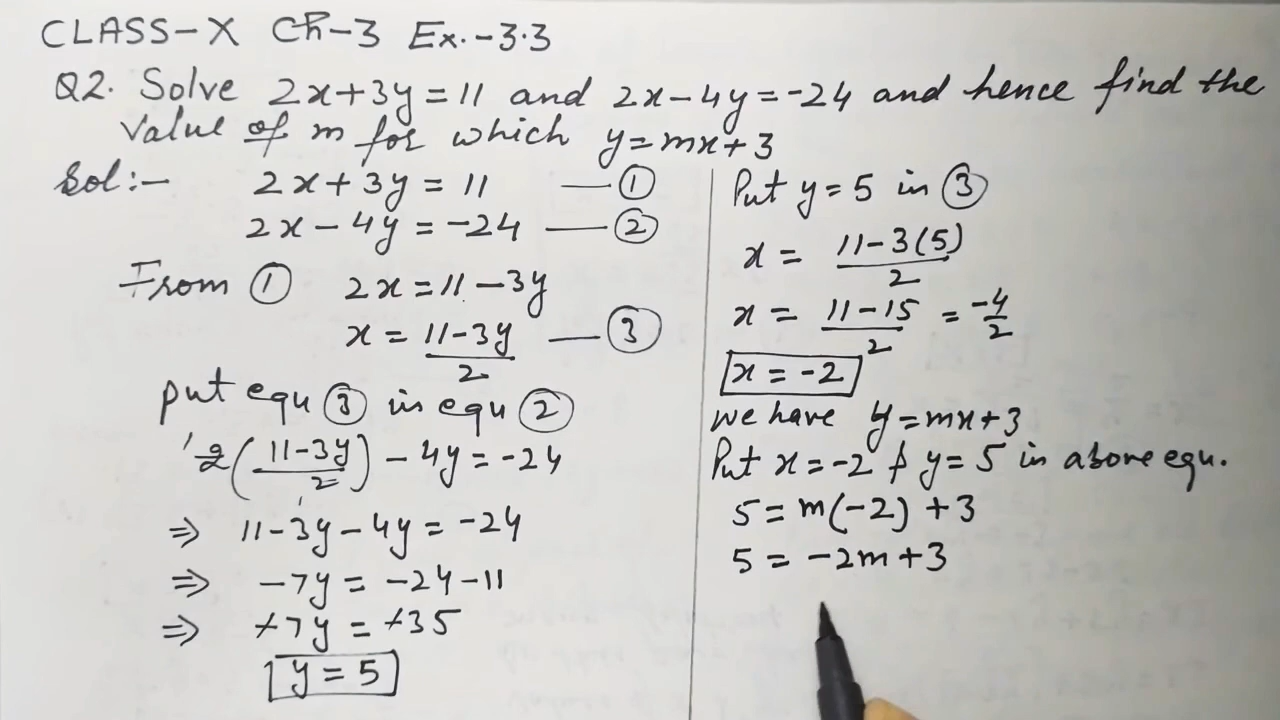 CLASS-X Ch-3 Ex.-3.3
Q2. Solve 2x+3y=11 and 2x-4y=-24 and hence find the
value of m for which y=mx+3
Sol:-
2x+3y=11 —①
2x-4y=-24 —②
From ① 2x=11-3y
x = 11-3y/2 —③
put equ ③ in equ ②
2(11-3y/2)-4y=-24
⇒ 11-3y-4y=-24
⇒ -7y=-24-11
⇒ +7y=+35
y=5
Put y=5 in ③
x = 11-3(5)/2
x = 11-15/2 = -4/2
x=-2
we have y=mx+3
Put x=-2 & y=5 in above equ.
5=m(-2)+3
5=-2m+3